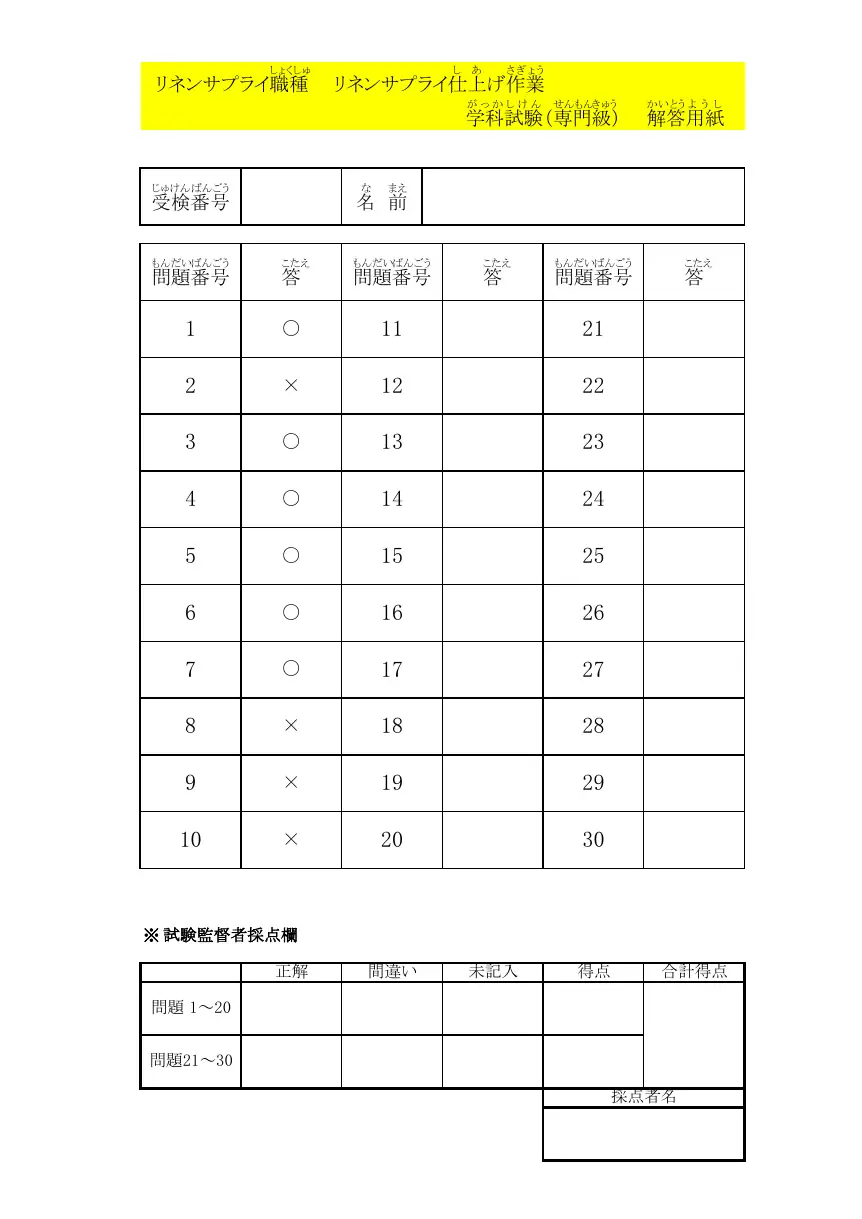 リネンサプライ職種　リネンサプライ仕上げ作業
しょくしゅ　し　あ　さぎょう
学科試験(専門級)　解答用紙
がっかしけん　せんもんきゅう　かいとうようし
受検番号　名 前
じゅけんばんごう　な　まえ
問題番号　答　問題番号　答　問題番号　答
もんだいばんごう　こたえ　もんだいばんごう　こたえ　もんだいばんごう　こたえ
1　○　11　21
2　×　12　22
3　○　13　23
4　○　14　24
5　○　15　25
6　○　16　26
7　○　17　27
8　×　18　28
9　×　19　29
10　×　20　30
※試験監督者採点欄
正解　間違い　未記入　得点　合計得点
問題 1～20
問題21～30
採点者名